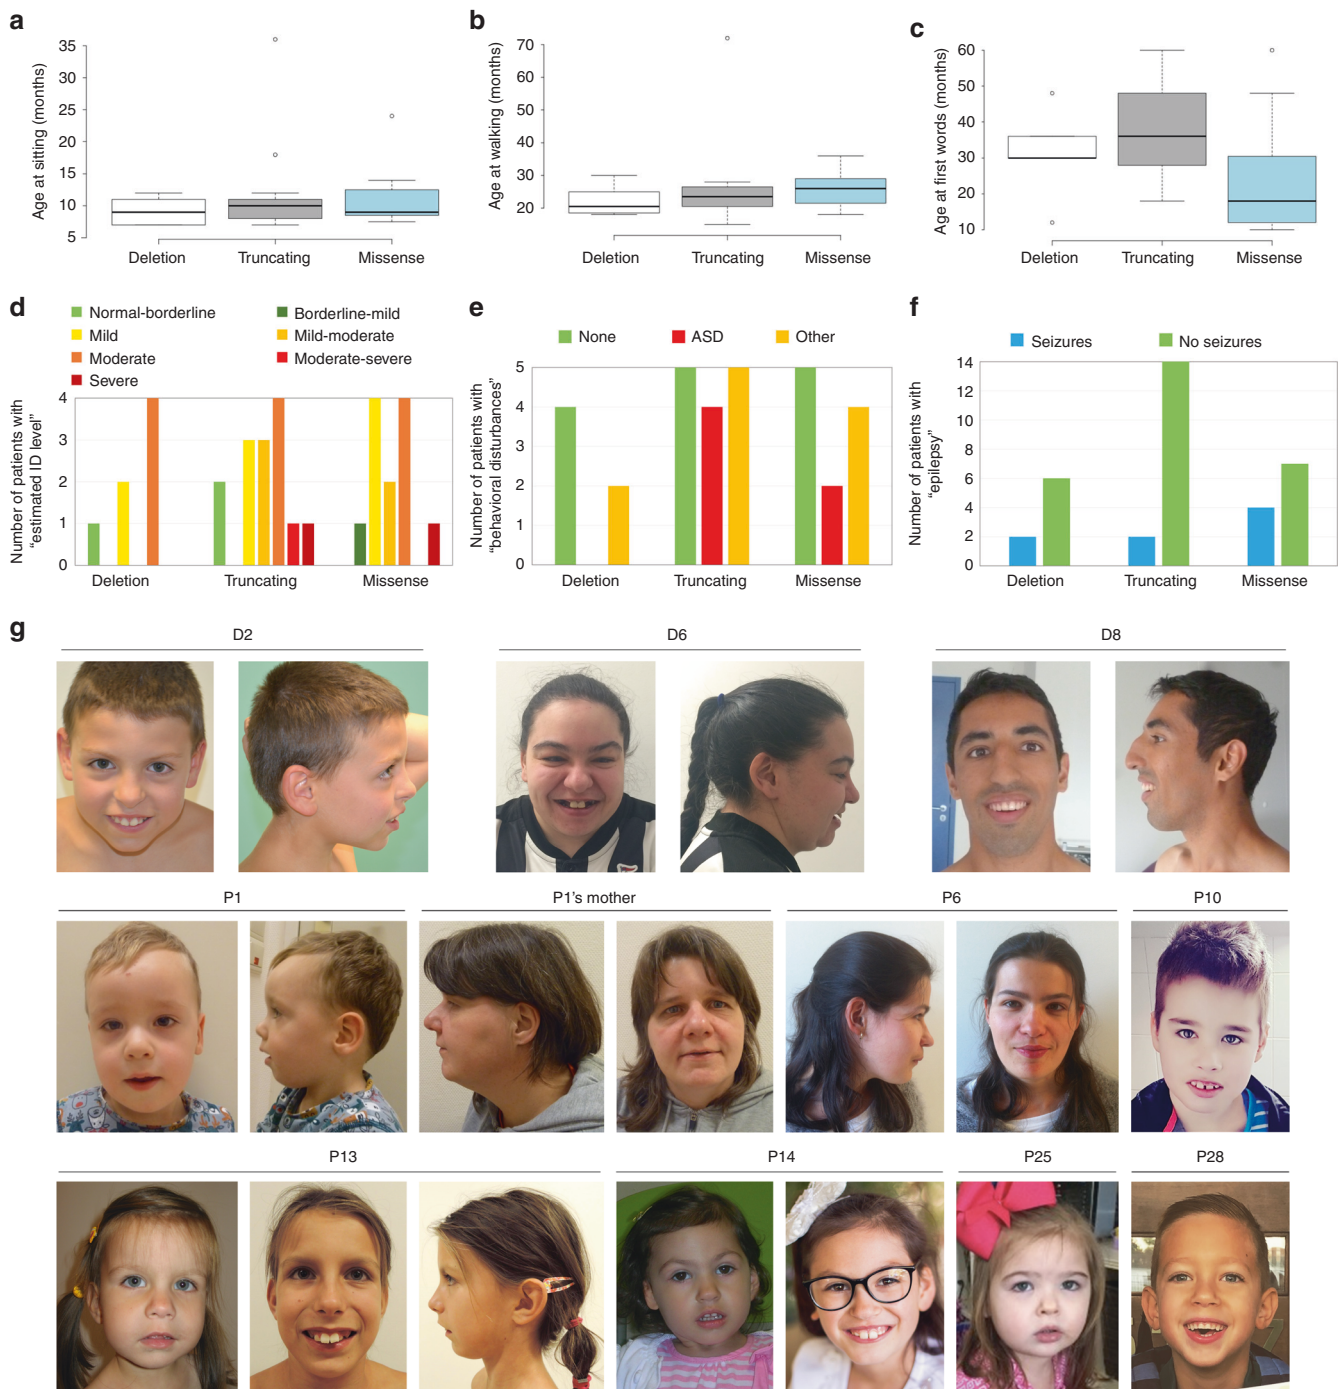 a
Age at sitting (months)
35
30
25
20
15
10
5
Deletion Truncating Missense
b
Age at walking (months)
70
60
50
40
30
20
Deletion Truncating Missense
c
Age at first words (months)
60
50
40
30
20
10
Deletion Truncating Missense
d
Normal-borderline Borderline-mild
Mild Mild-moderate
Moderate Moderate-severe
Severe
Number of patients with
“estimated ID level”
4
3
2
1
0
Deletion Truncating Missense
e
None ASD Other
Number of patients with
“behavioral disturbances”
5
4
3
2
1
0
Deletion Truncating Missense
f
Seizures No seizures
Number of patients with
“epilepsy”
14
12
10
8
6
4
2
0
Deletion Truncating Missense
g
D2 D6 D8
P1 P1’s mother P6 P10
P13 P14 P25 P28